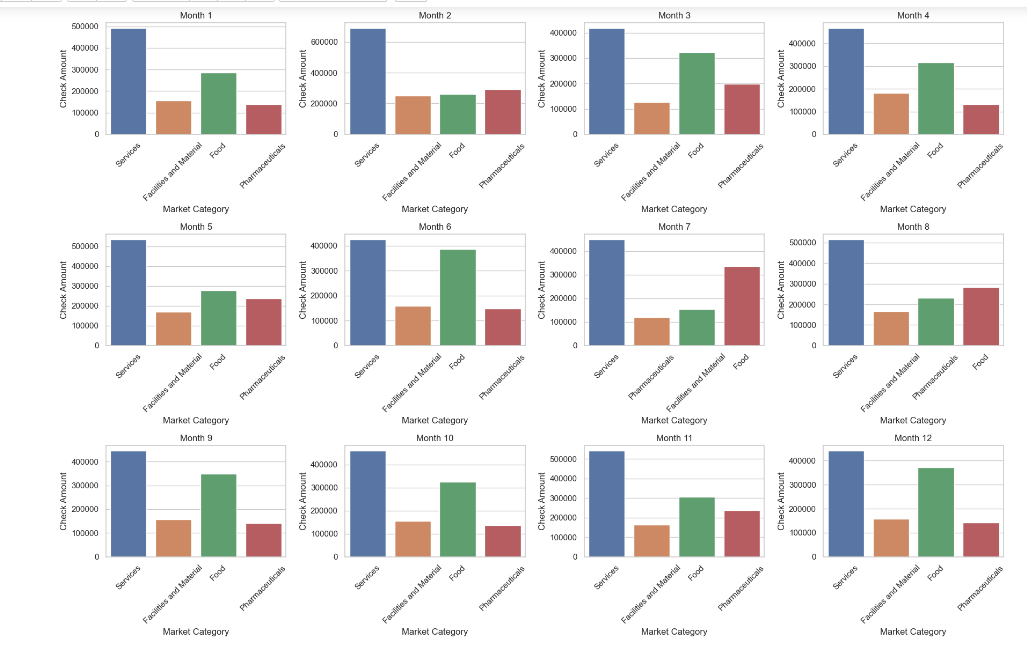 Month 1
Month 2
Month 3
Month 4
Check Amount
500000
400000
300000
200000
100000
0
Services
Facilities and Material
Food
Pharmaceuticals
Market Category
Check Amount
600000
400000
200000
0
Services
Facilities and Material
Food
Pharmaceuticals
Market Category
Check Amount
400000
300000
200000
100000
0
Services
Facilities and Material
Food
Pharmaceuticals
Market Category
Check Amount
400000
300000
200000
100000
0
Services
Facilities and Material
Food
Pharmaceuticals
Market Category
Month 5
Month 6
Month 7
Month 8
Check Amount
500000
400000
300000
200000
100000
0
Services
Facilities and Material
Food
Pharmaceuticals
Market Category
Check Amount
400000
300000
200000
100000
0
Services
Facilities and Material
Food
Pharmaceuticals
Market Category
Check Amount
400000
300000
200000
100000
0
Services
Pharmaceuticals
Facilities and Material
Food
Market Category
Check Amount
500000
400000
300000
200000
100000
0
Services
Facilities and Material
Pharmaceuticals
Food
Market Category
Month 9
Month 10
Month 11
Month 12
Check Amount
400000
300000
200000
100000
0
Services
Facilities and Material
Food
Pharmaceuticals
Market Category
Check Amount
400000
300000
200000
100000
0
Services
Facilities and Material
Food
Pharmaceuticals
Market Category
Check Amount
500000
400000
300000
200000
100000
0
Services
Facilities and Material
Food
Pharmaceuticals
Market Category
Check Amount
400000
300000
200000
100000
0
Services
Facilities and Material
Food
Pharmaceuticals
Market Category